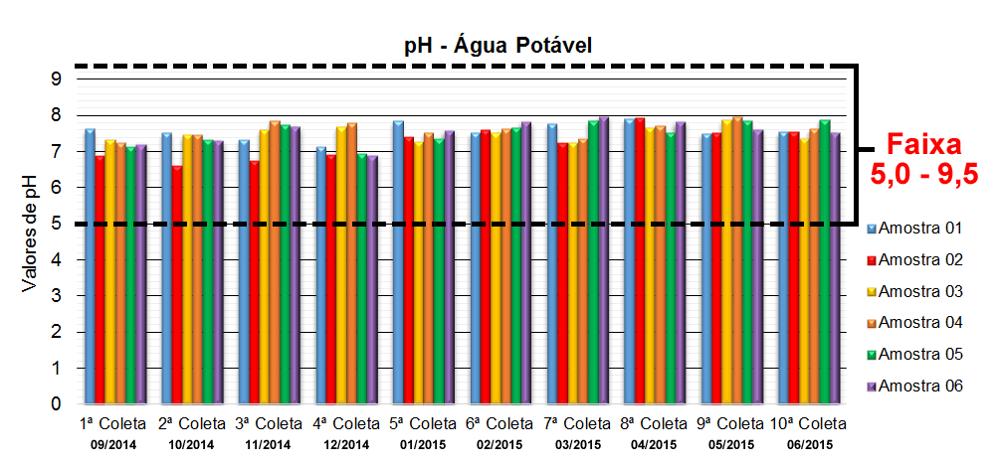 pH - Água Potável
Valores de pH
9
8
7
6
5
4
3
2
1
0
Faixa
5,0 - 9,5
Amostra 01
Amostra 02
Amostra 03
Amostra 04
Amostra 05
Amostra 06
1ª Coleta 2ª Coleta 3ª Coleta 4ª Coleta 5ª Coleta 6ª Coleta 7ª Coleta 8ª Coleta 9ª Coleta 10ª Coleta
09/2014 10/2014 11/2014 12/2014 01/2015 02/2015 03/2015 04/2015 05/2015 06/2015